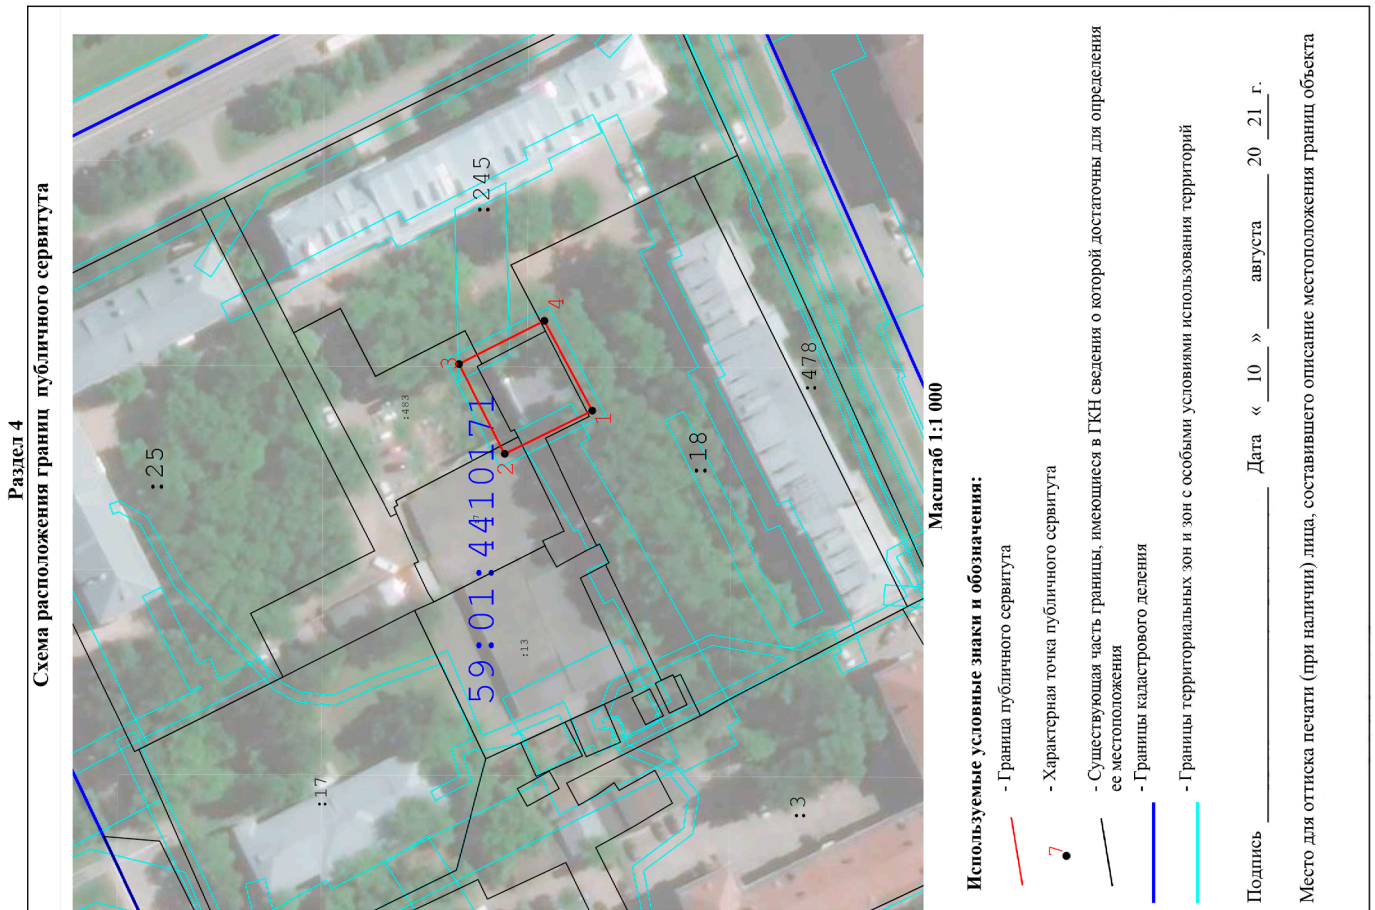 Раздел 4
Схема расположения границ публичного сервитута
:245
:25
:483
3
4
1
2
59:01:4410171
:478
:18
:13
:17
:3
Масштаб 1:1 000
Используемые условные знаки и обозначения:
- Граница публичного сервитута
7
- Характерная точка публичного сервитута
- Существующая часть границы, имеющиеся в ГКН сведения о которой достаточны для определения
ее местоположения
- Границы кадастрового деления
- Границы территориальных зон и зон с особыми условиями использования территорий
Подпись Дата « 10 » августа 20 21 г.
Место для оттиска печати (при наличии) лица, составившего описание местоположения границ объекта